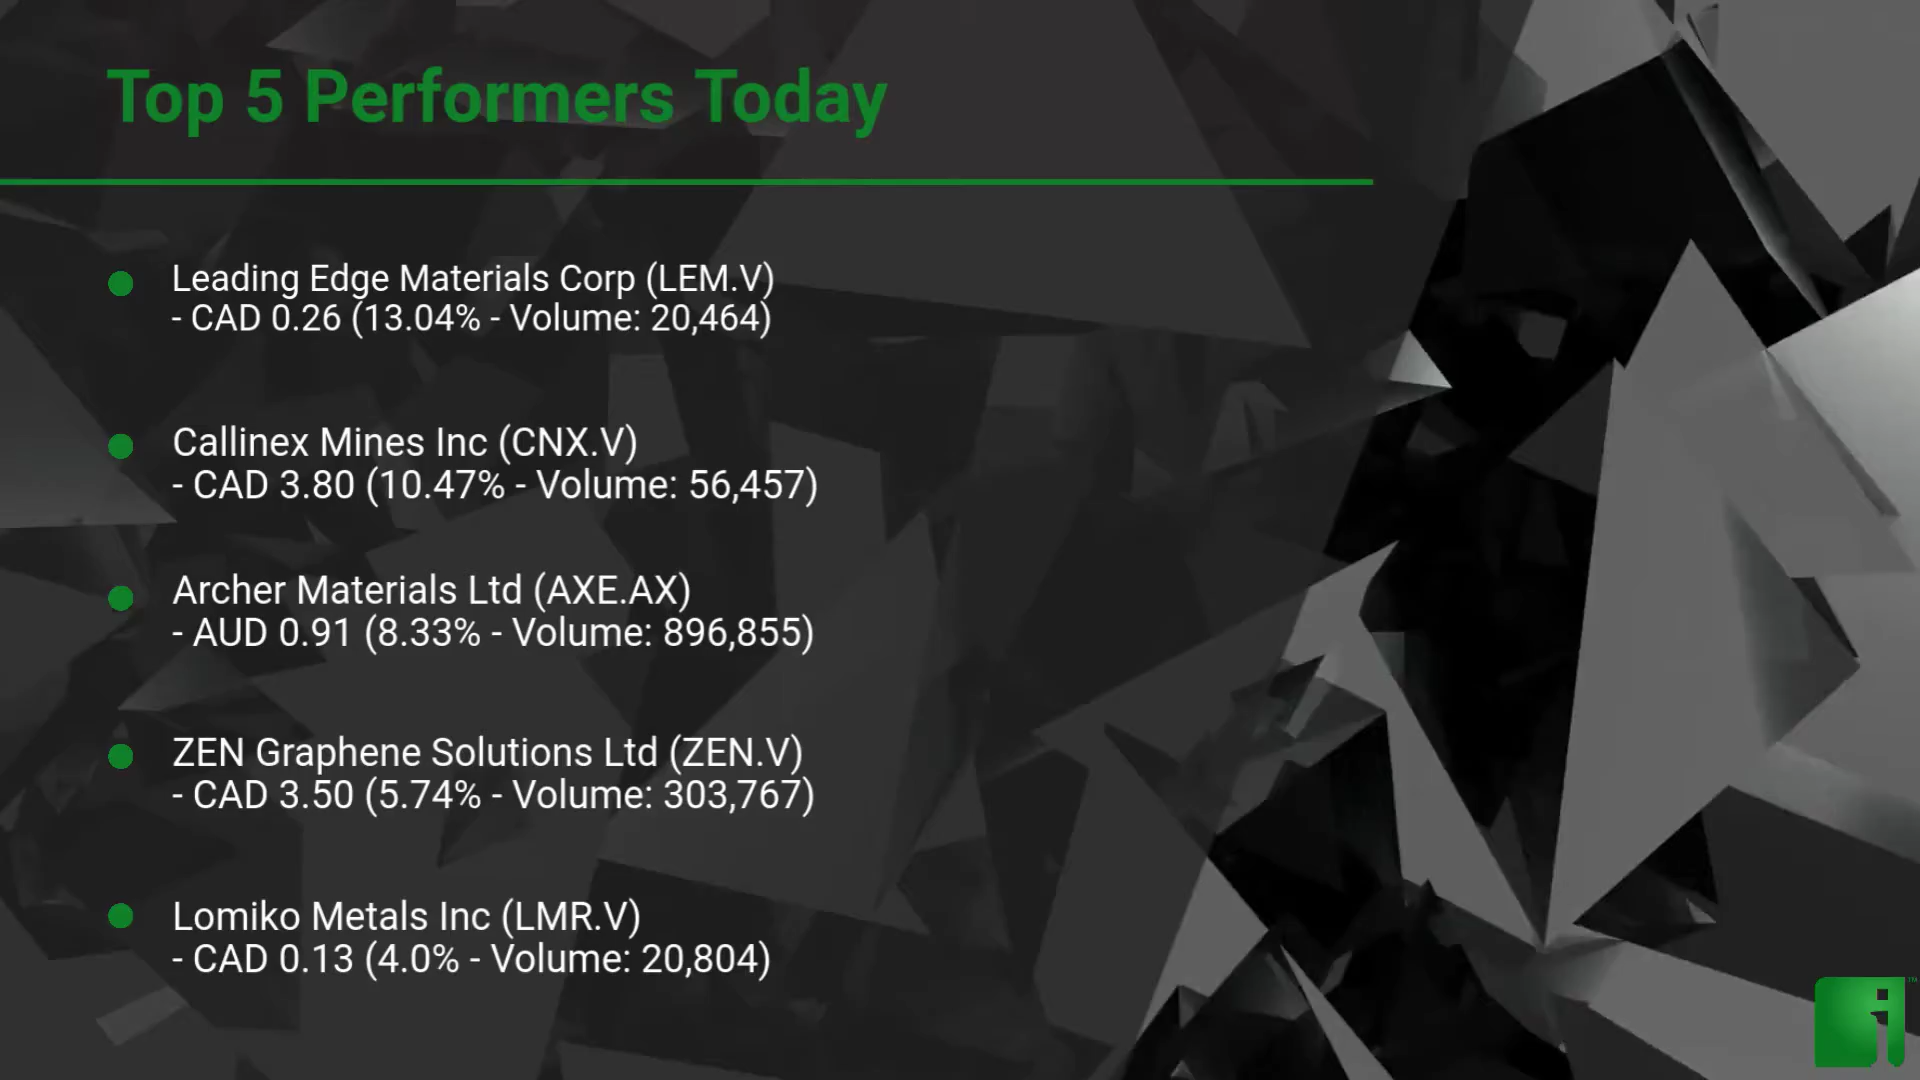 Top 5 Performers Today
Leading Edge Materials Corp (LEM.V)
- CAD 0.26 (13.04% - Volume: 20,464)
Callinex Mines Inc (CNX.V)
- CAD 3.80 (10.47% - Volume: 56,457)
Archer Materials Ltd (AXE.AX)
- AUD 0.91 (8.33% - Volume: 896,855)
ZEN Graphene Solutions Ltd (ZEN.V)
- CAD 3.50 (5.74% - Volume: 303,767)
Lomiko Metals Inc (LMR.V)
- CAD 0.13 (4.0% - Volume: 20,804)
i
TM